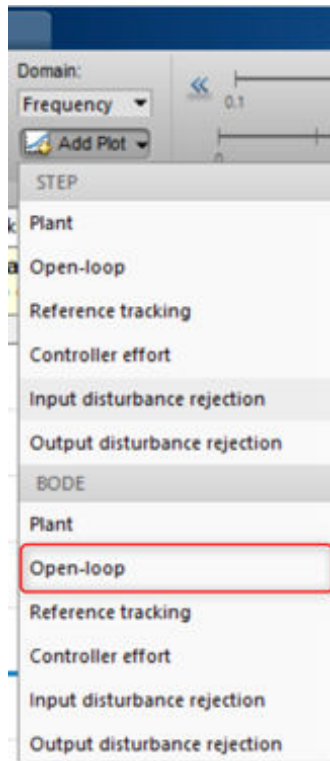 Domain:
Frequency
0.1
Add Plot
0
STEP
Plant
Open-loop
Reference tracking
Controller effort
Input disturbance rejection
Output disturbance rejection
BODE
Plant
Open-loop
Reference tracking
Controller effort
Input disturbance rejection
Output disturbance rejection